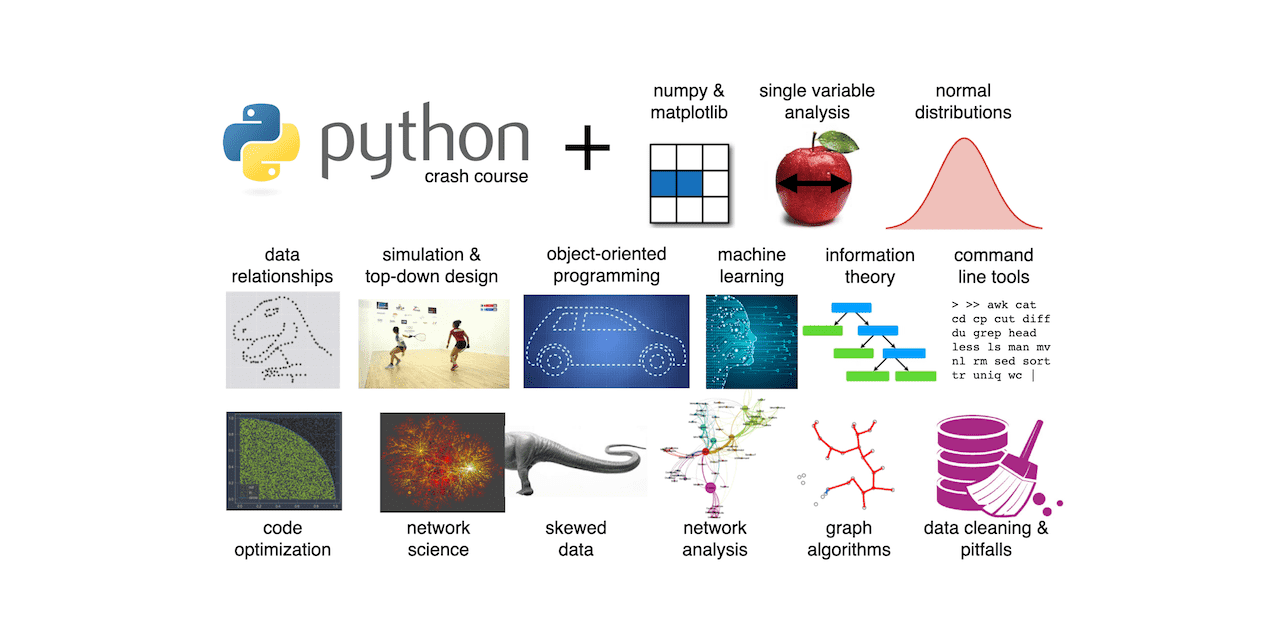 python
crash course
+
numpy &
matplotlib
single variable
analysis
normal
distributions
data
relationships
simulation &
top-down design
object-oriented
programming
machine
learning
information
theory
command
line tools
> >> awk cat
cd cp cut diff
du grep head
less ls man mv
nl rm sed sort
tr uniq wc |
code
optimization
network
science
skewed
data
network
analysis
graph
algorithms
data cleaning &
pitfalls